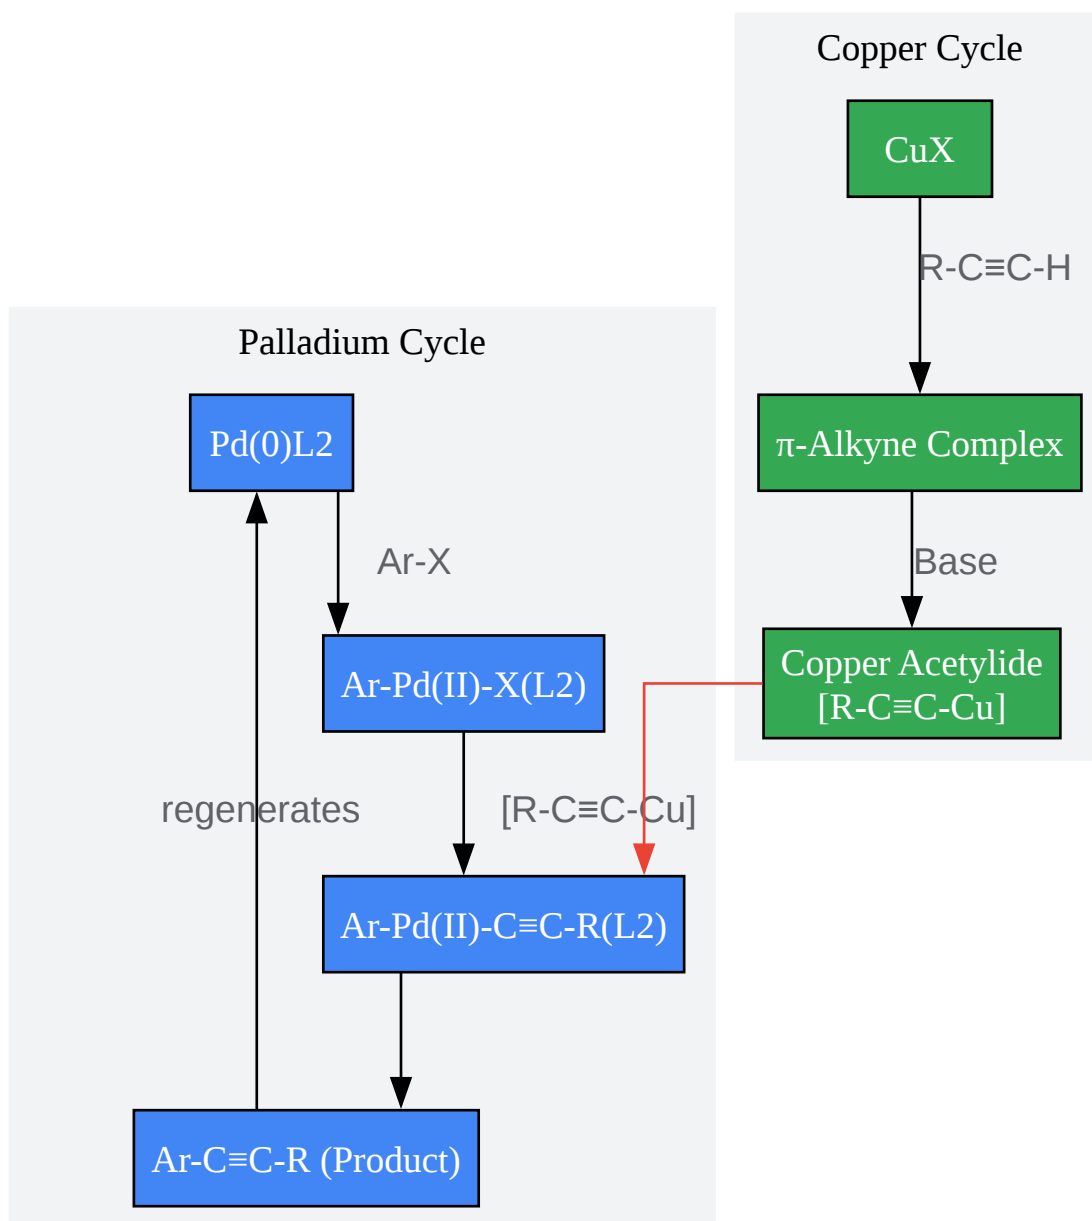 Copper Cycle
CuX
R-C≡C-H
Palladium Cycle
Pd(0)L2
π-Alkyne Complex
Ar-X
Base
Ar-Pd(II)-X(L2)
Copper Acetylide
[R-C≡C-Cu]
regenerates
[R-C≡C-Cu]
Ar-Pd(II)-C≡C-R(L2)
Ar-C≡C-R (Product)